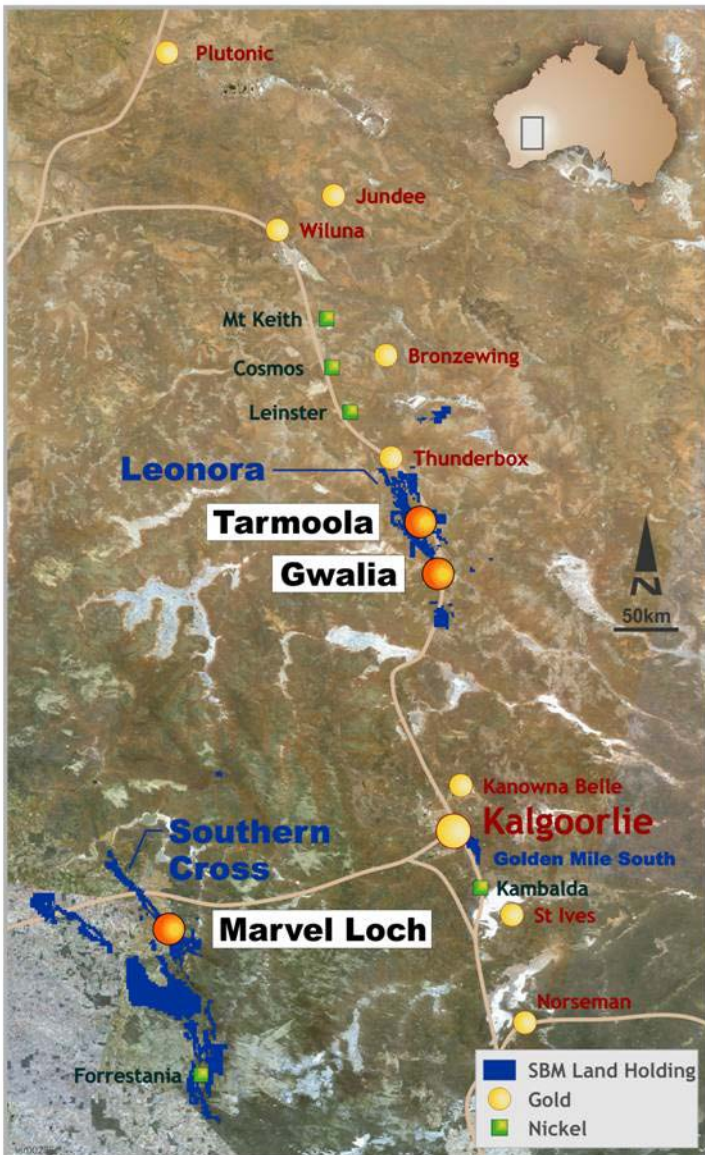 Plutonic
Jundee
Wiluna
Mt Keith
Bronzewing
Cosmos
Leinster
Thunderbox
Leonora
Tarmoola
Gwalia
N
50km
Kanowna Belle
Kalgoorlie
Golden Mile South
Southern
Cross
Kambalda
St Ives
Marvel Loch
Norseman
Forrestania
SBM Land Holding
Gold
Nickel